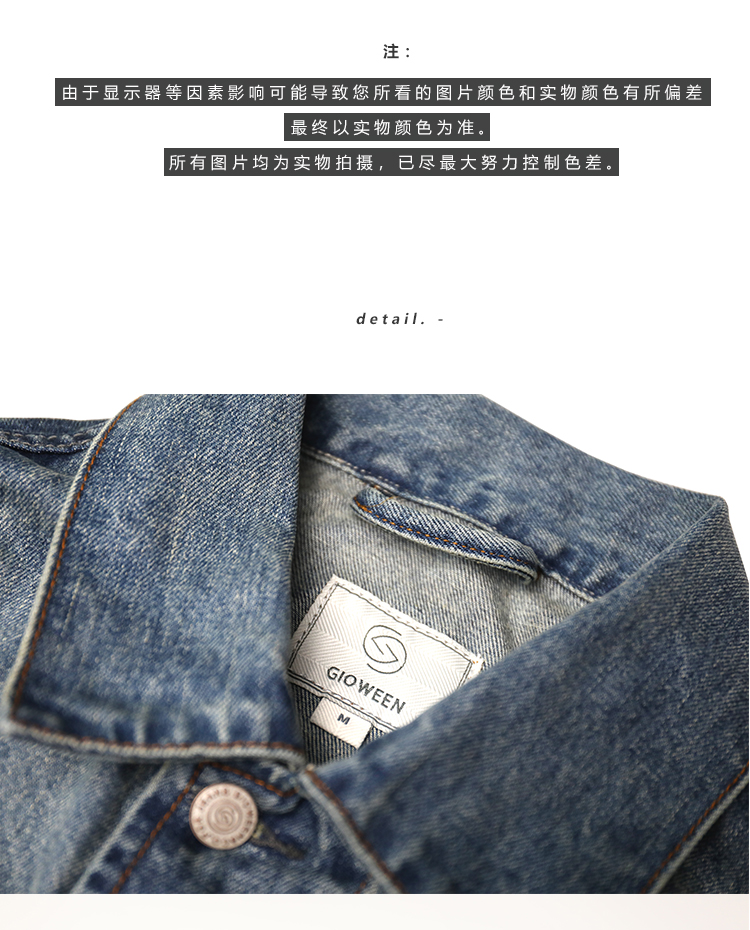 注：
由于显示器等因素影响可能导致您所看的图片颜色和实物颜色有所偏差
最终以实物颜色为准。
所有图片均为实物拍摄，已尽最大努力控制色差。
detail. -
GIOWEEN
M